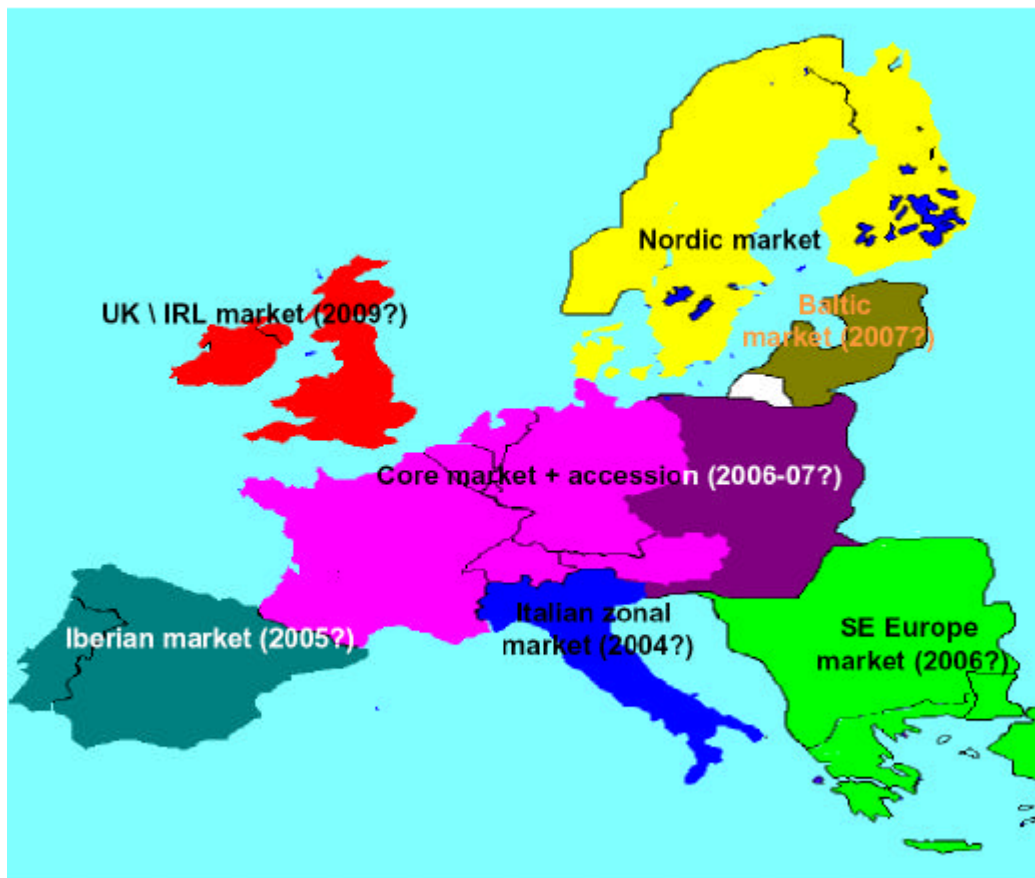 Nordic market
UK \ IRL market (2009?)
Baltic
market (2007?)
Core market + accession (2006-07?)
Iberian market (2005?)
Italian zonal
market (2004?)
SE Europe
market (2006?)